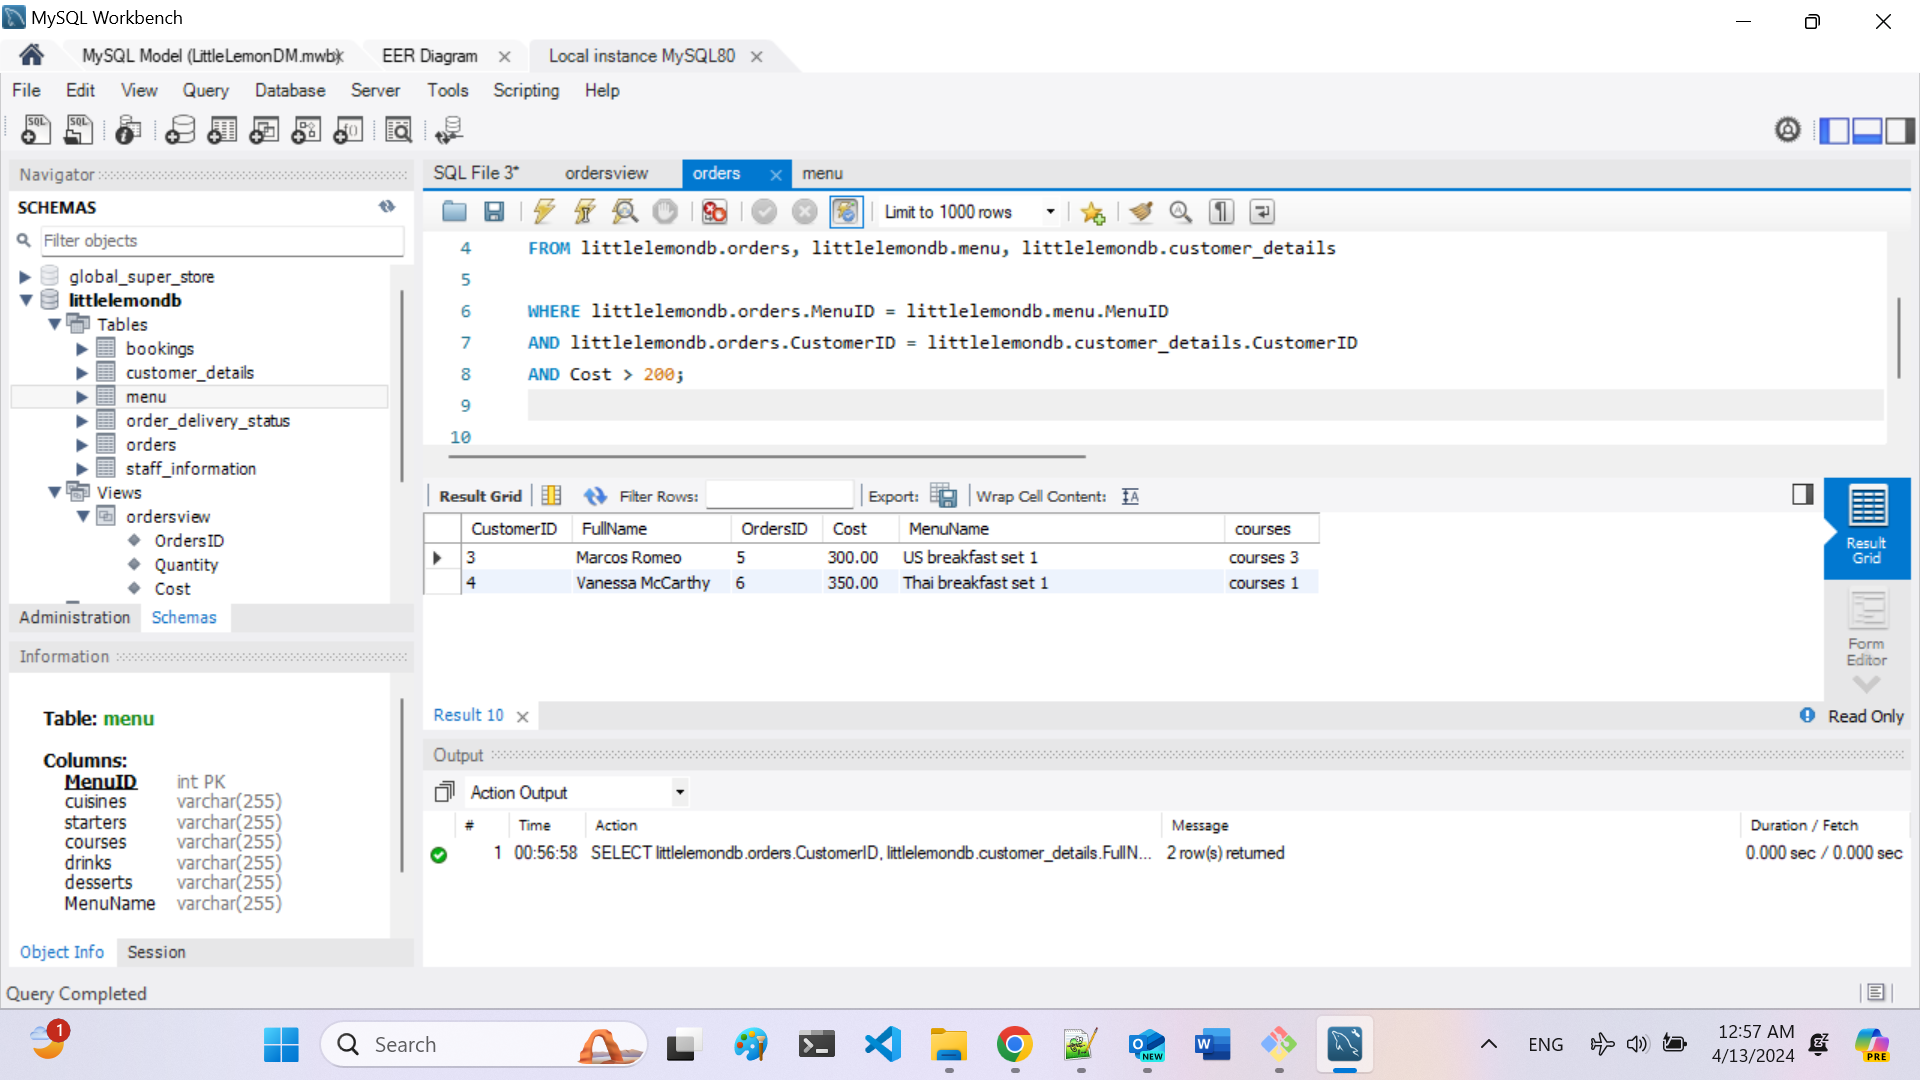 MySQL Workbench
MySQL Model (LittleLemonDM.mwb)
EER Diagram
Local instance MySQL80
File Edit View Query Database Server Tools Scripting Help
Navigator
SCHEMAS
Filter objects
global_super_store
littlelemondb
Tables
bookings
customer_details
menu
order_delivery_status
orders
staff_information
Views
ordersview
OrdersID
Quantity
Cost
Administration Schemas
Information
Table: menu
Columns:
MenuID int PK
cuisines varchar(255)
starters varchar(255)
courses varchar(255)
drinks varchar(255)
desserts varchar(255)
MenuName varchar(255)
Object Info Session
Query Completed
SQL File 3* ordersview orders menu
Limit to 1000 rows
4 FROM littlelemondb.orders, littlelemondb.menu, littlelemondb.customer_details
5
6 WHERE littlelemondb.orders.MenuID = littlelemondb.menu.MenuID
7 AND littlelemondb.orders.CustomerID = littlelemondb.customer_details.CustomerID
8 AND Cost > 200;
9
10
Result Grid Filter Rows: Export: Wrap Cell Content:
CustomerID FullName OrdersID Cost MenuName courses
3 Marcos Romeo 5 300.00 US breakfast set 1 courses 3
4 Vanessa McCarthy 6 350.00 Thai breakfast set 1 courses 1
Result
Grid
Form
Editor
Result 10
Read Only
Output
Action Output
# Time Action Message Duration / Fetch
1 00:56:58 SELECT littlelemondb.orders.CustomerID, littlelemondb.customer_details.FullN... 2 row(s) returned 0.000 sec / 0.000 sec
1
Search
NEW
W
ENG
12:57 AM
4/13/2024
PRE